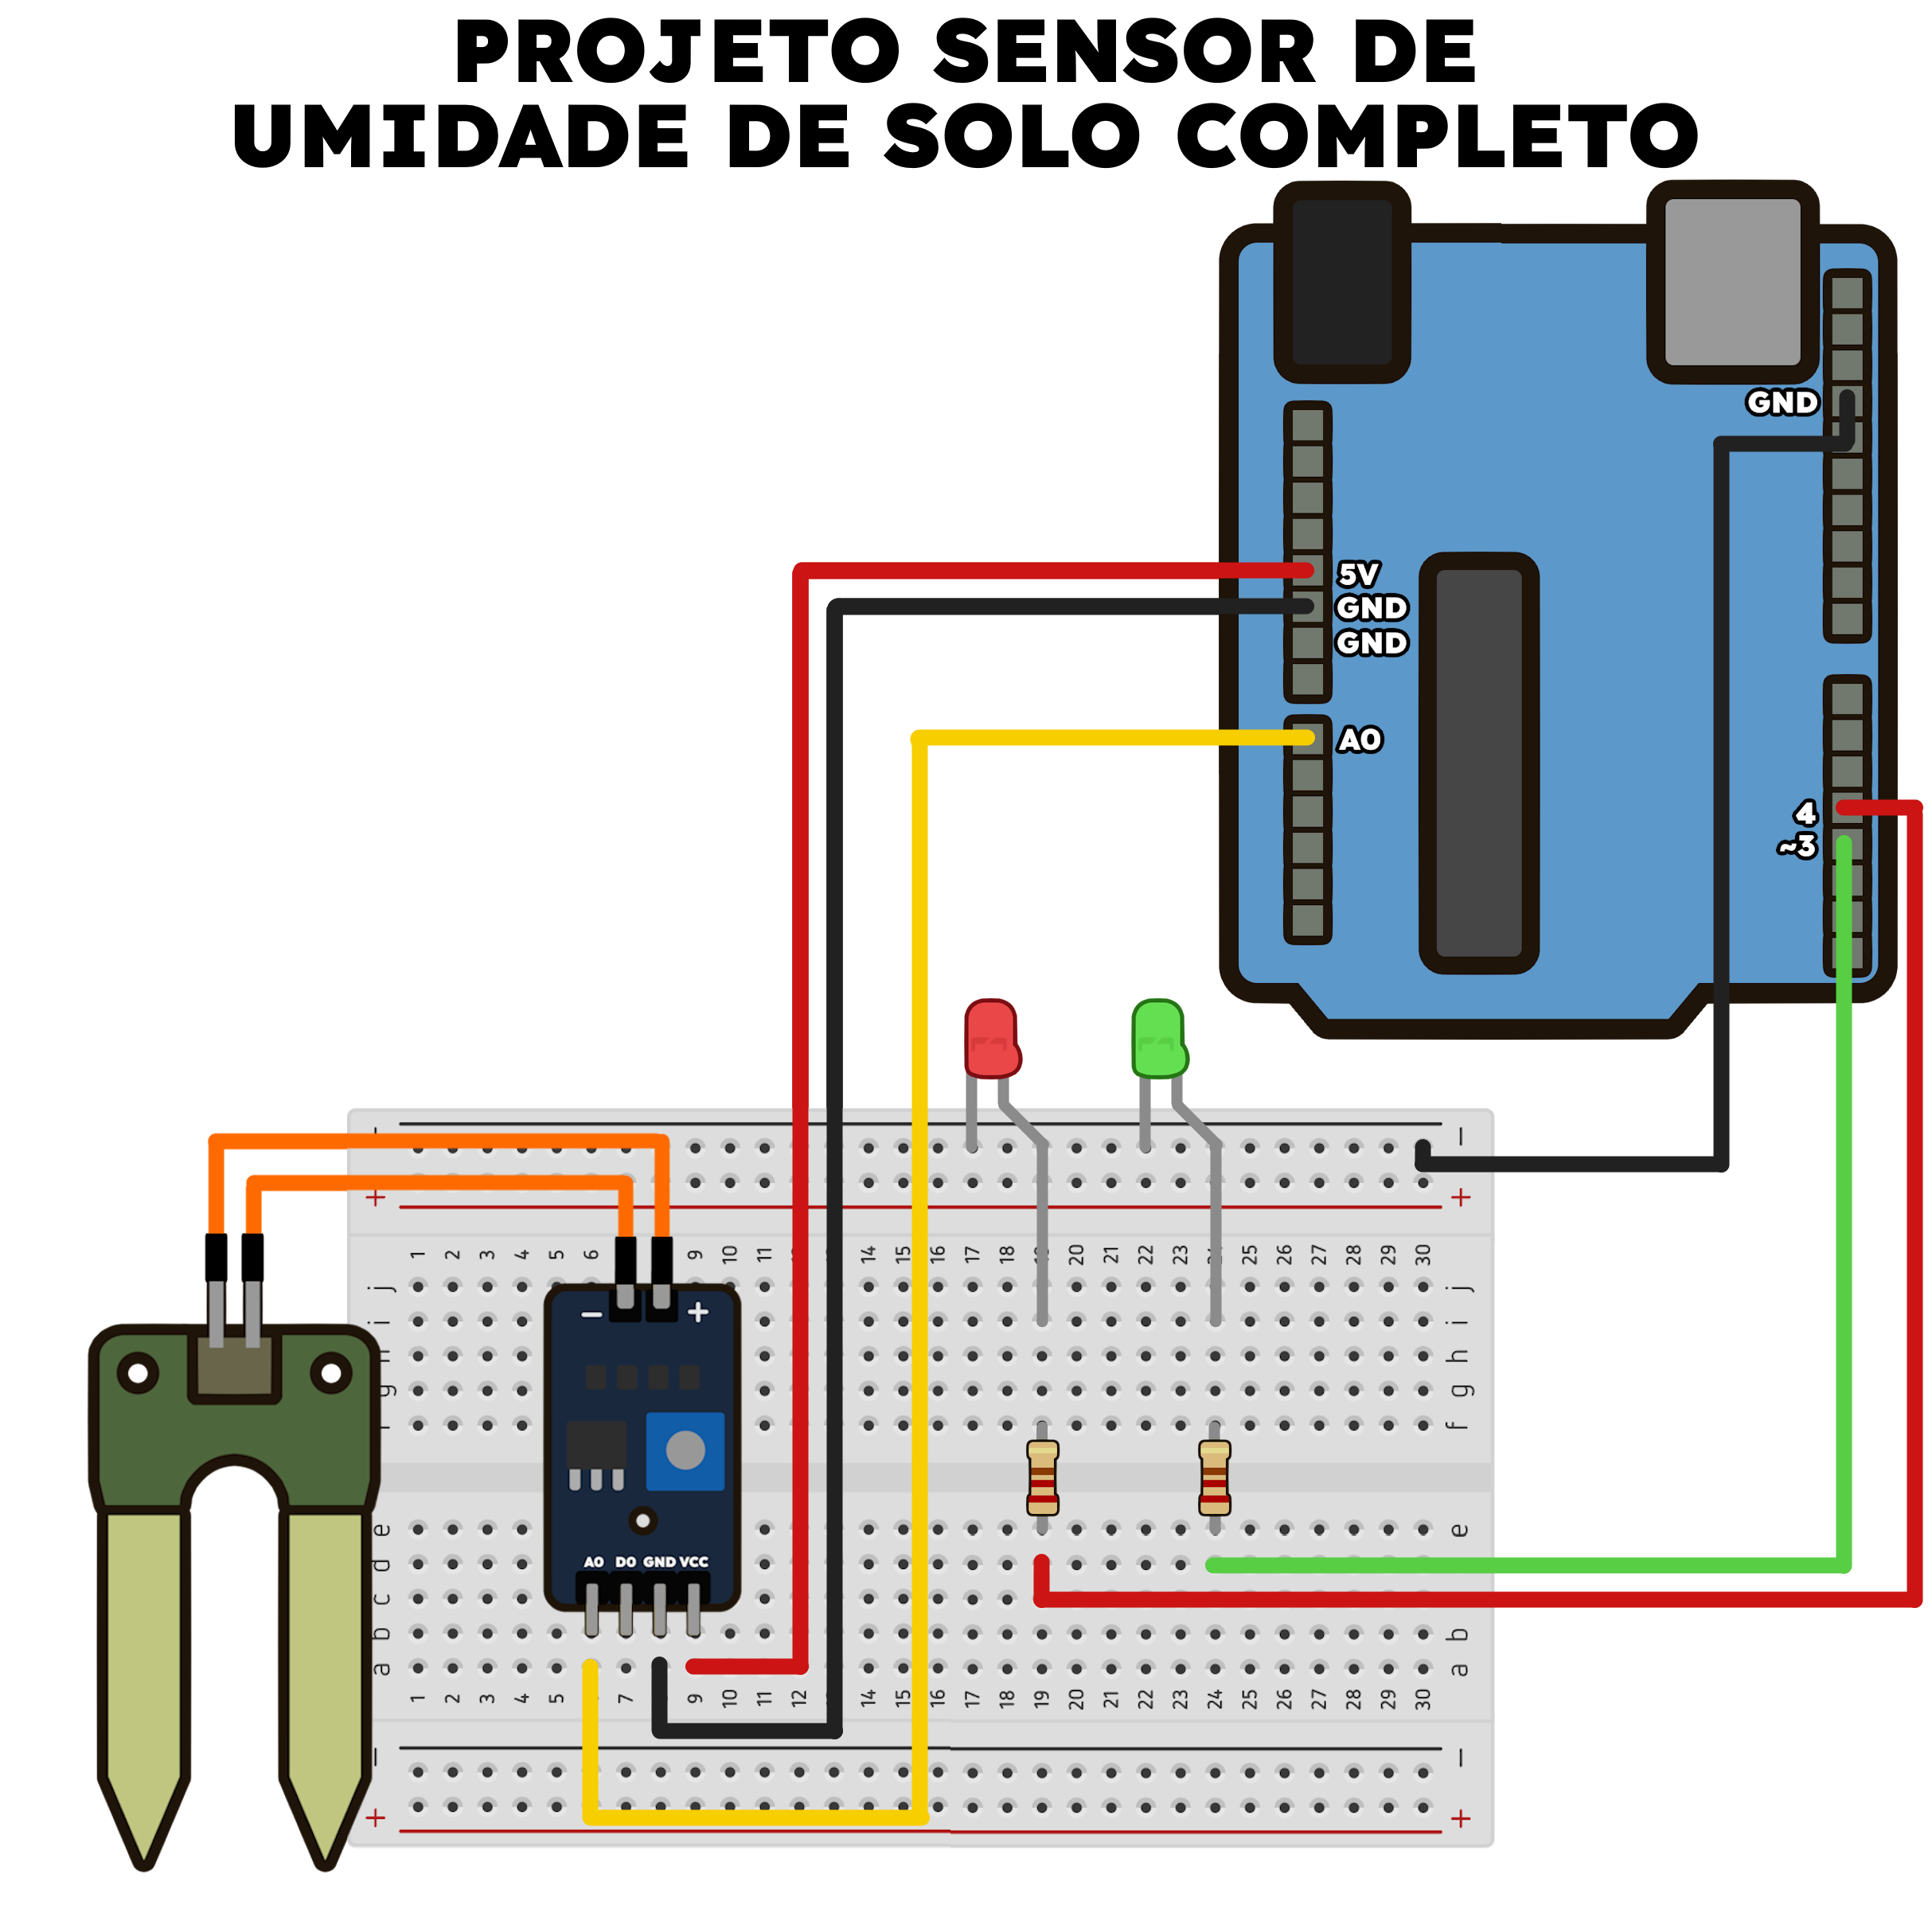 PROJETO SENSOR DE
UMIDADE DE SOLO COMPLETO
GND
5V
GND
GND
A0
4
~3
- -
+ +
1 2 3 4 5 6 9 10 11 14 15 16 17 18 20 21 22 23 25 26 27 28 29 30
j j
i i
h
g g
f
- +
e e
A0 D0 GND VCC
d
c
b b
a a
1 2 3 4 5 7 9 10 11 12 14 15 16 17 18 19 20 21 22 23 24 25 26 27 28 29 30
- -
+ +